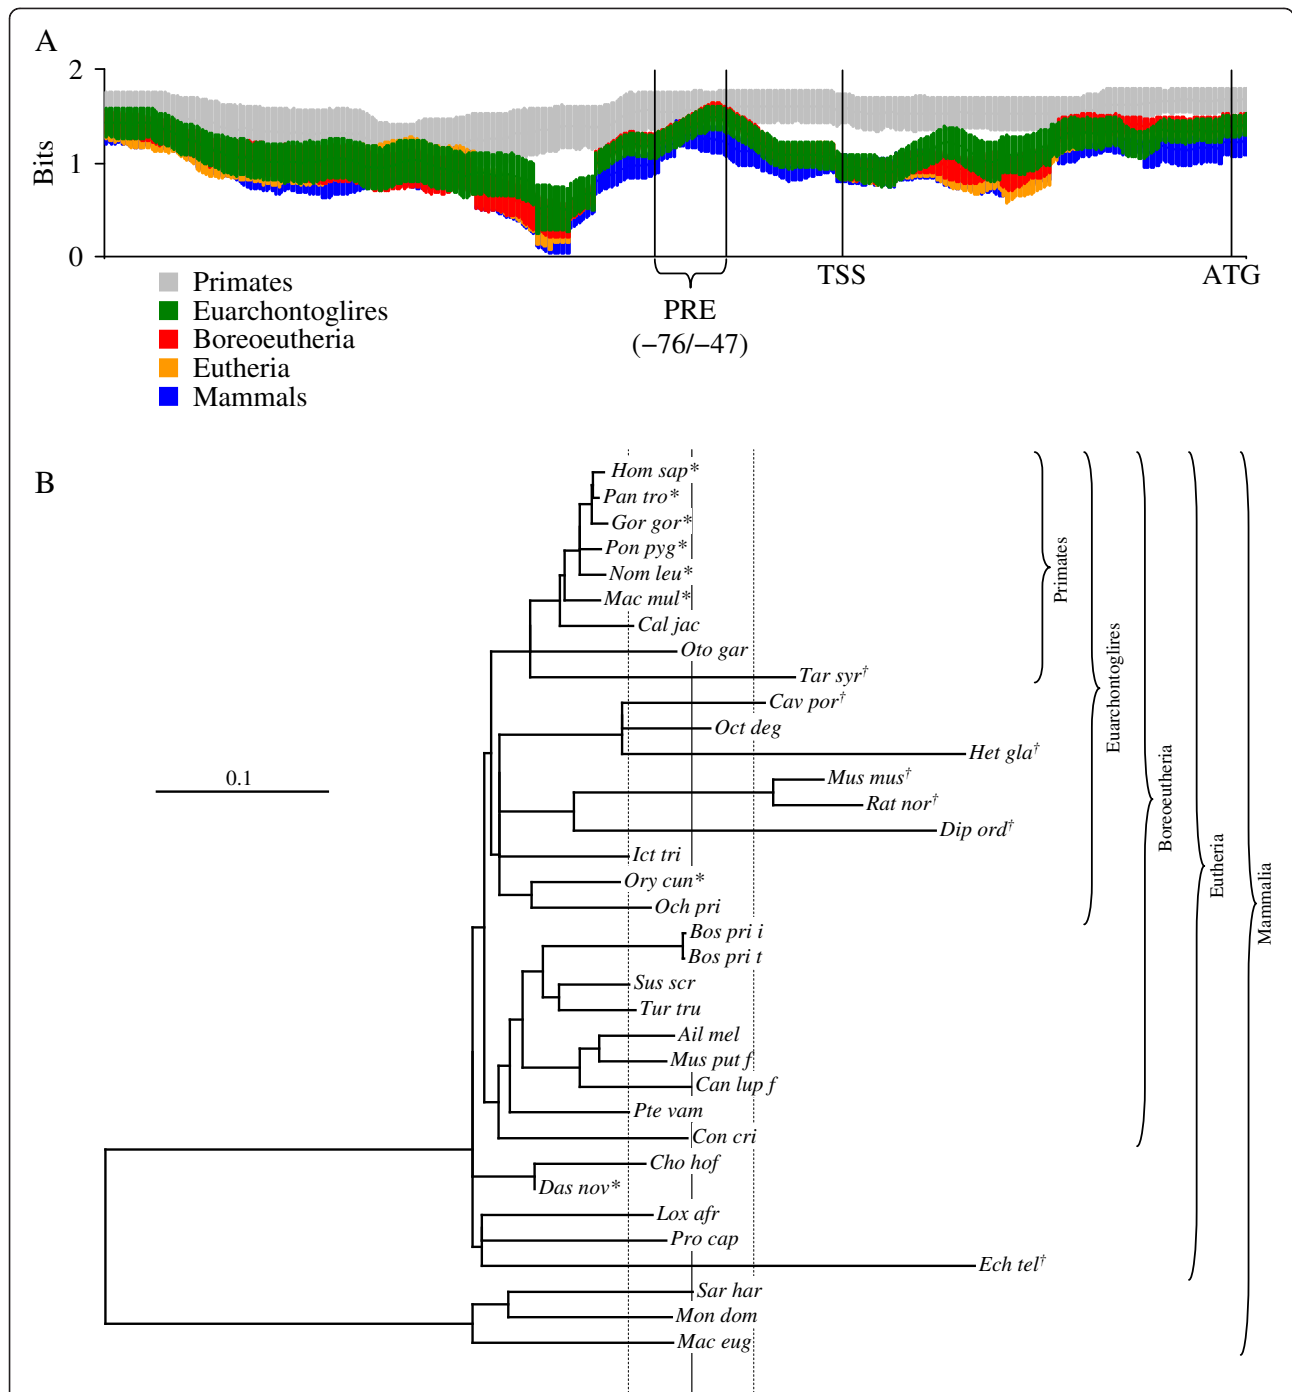 A
2
1
0
Bits
TSS
ATG
PRE
(−76/−47)
Primates
Euarchontoglires
Boreoeutheria
Eutheria
Mammals
B
Hom sap*
Pan tro*
Gor gor*
Pon pyg*
Nom leu*
Mac mul*
Cal jac
Oto gar
Tar syr†
Cav por†
Oct deg
Het gla†
0.1
Mus mus†
Rat nor†
Dip ord†
Ict tri
Ory cun*
Och pri
Bos pri i
Bos pri t
Sus scr
Tur tru
Ail mel
Mus put f
Can lup f
Pte vam
Con cri
Cho hof
Das nov*
Lox afr
Pro cap
Ech tel†
Sar har
Mon dom
Mac eug
Primates
Euarchontoglires
Boreoeutheria
Eutheria
Mammalia